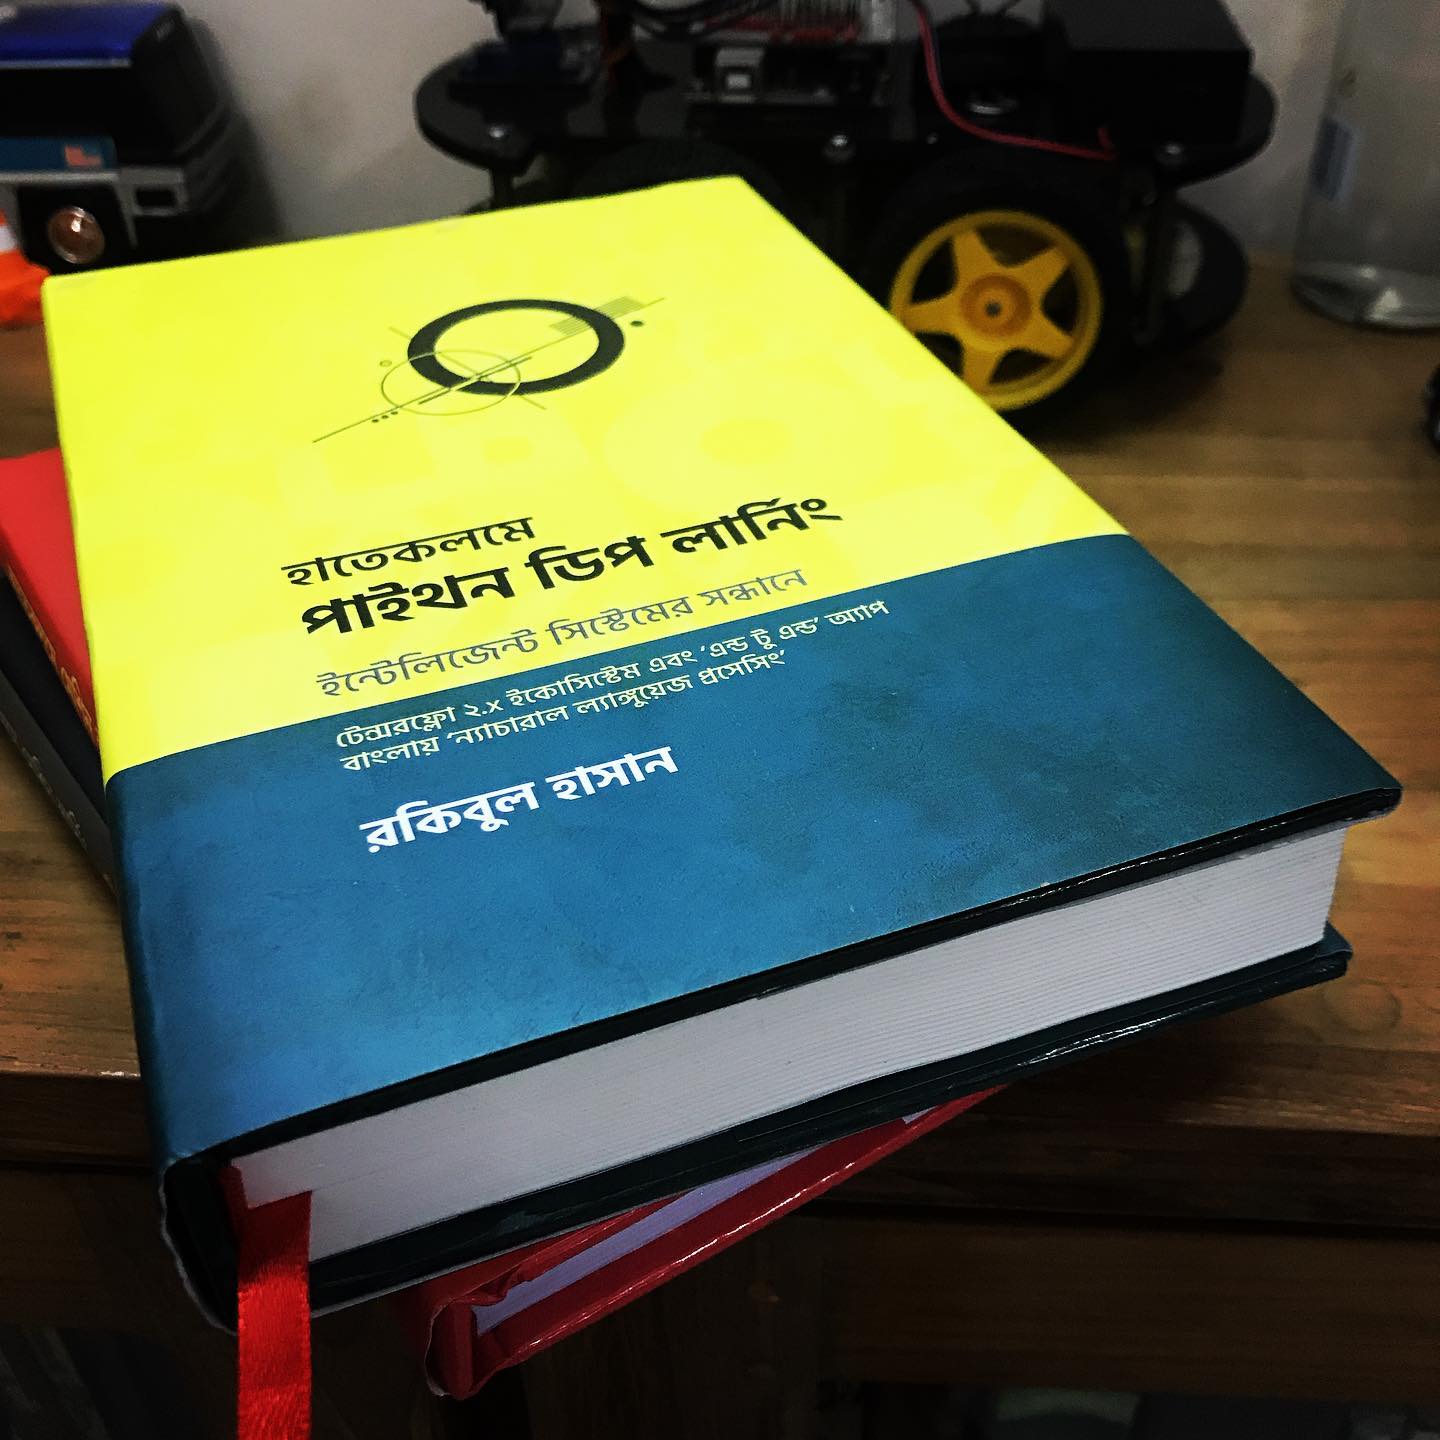 হাতেকলমে
পাইথন ডিপ লার্নিং
ইন্টেলিজেন্ট সিস্টেমের সন্ধানে
টেন্সরফ্লো ২.x ইকোসিস্টেম এবং ‘এন্ড টু এন্ড’ অ্যাপ
বাংলায় ‘ন্যাচারাল ল্যাঙ্গুয়েজ প্রসেসিং’
রকিবুল হাসান